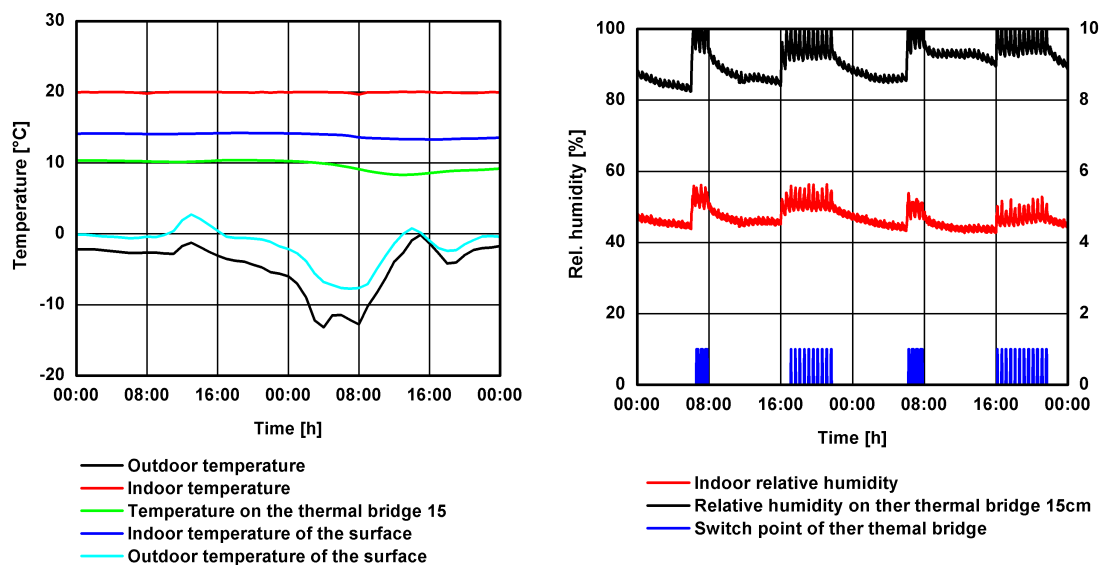 30
20
10
0
-10
-20
Temperature [°C]
00:00 08:00 16:00 00:00 08:00 16:00 00:00
Time [h]
Outdoor temperature
Indoor temperature
Temperature on the thermal bridge 15
Indoor temperature of the surface
Outdoor temperature of the surface
100
80
60
40
20
0
Rel. humidity [%]
10
8
6
4
2
0
00:00 08:00 16:00 00:00 08:00 16:00 00:00
Time [h]
Indoor relative humidity
Relative humidity on ther thermal bridge 15cm
Switch point of ther themal bridge